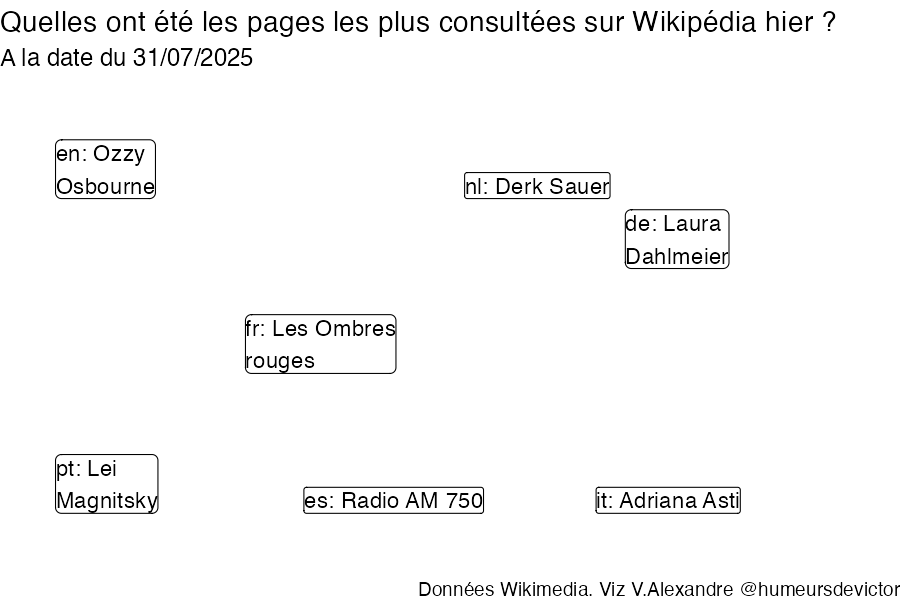 Quelles ont été les pages les plus consultées sur Wikipédia hier ?
A la date du 31/07/2025
en: Ozzy
Osbourne
nl: Derk Sauer
de: Laura
Dahlmeier
fr: Les Ombres
rouges
pt: Lei
Magnitsky
es: Radio AM 750
it: Adriana Asti
Données Wikimedia. Viz V.Alexandre @humeursdevictor